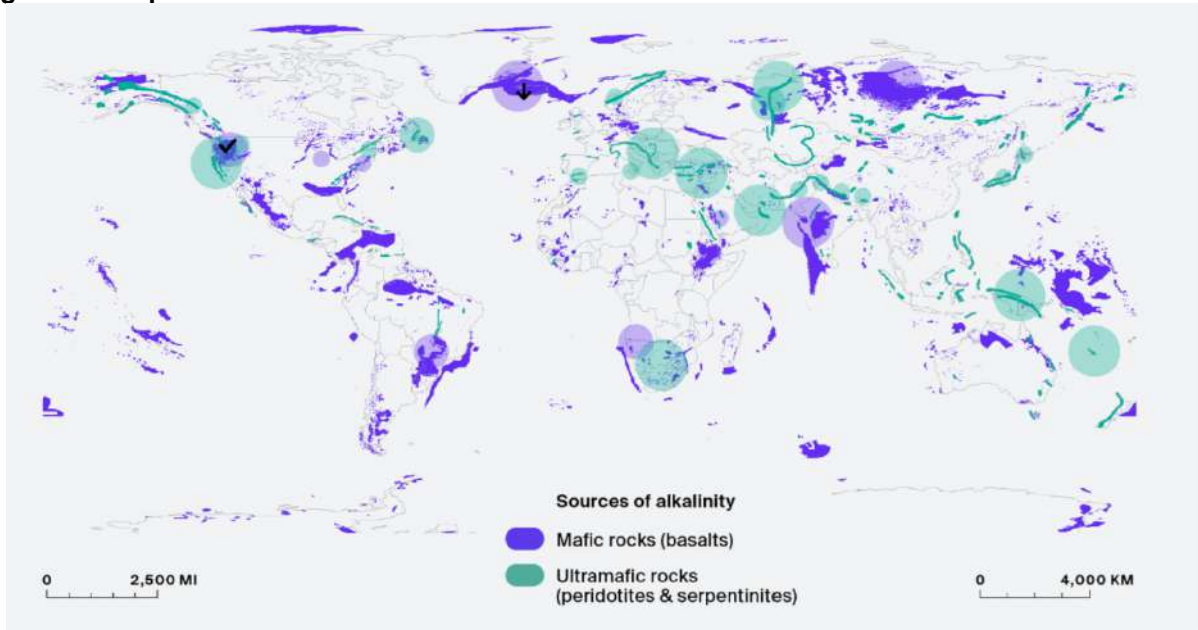 Sources of alkalinity
Mafic rocks (basalts)
Ultramafic rocks
(peridotites & serpentinites)
0 2,500 MI
0 4,000 KM